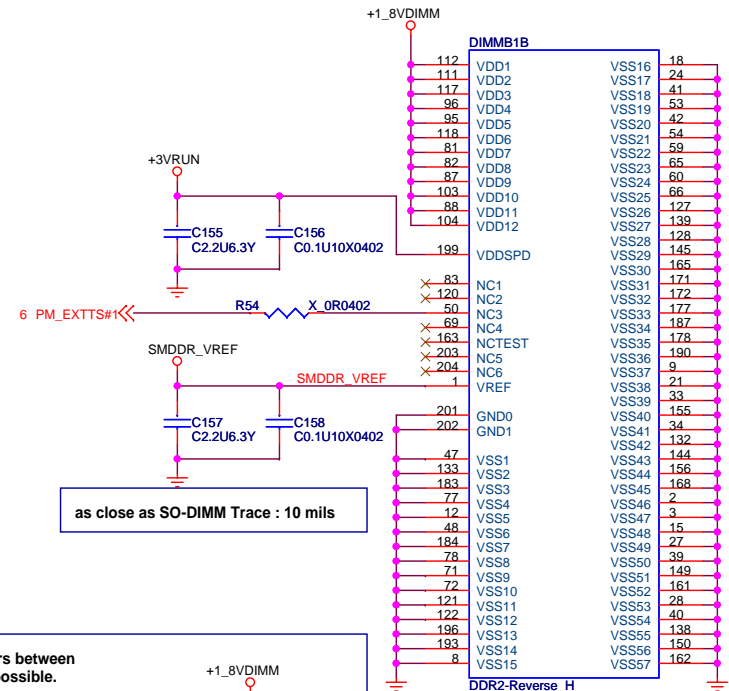 +1_8VDIMM
DIMMB1B
112 VDD1 VSS16 18
111 VDD2 VSS17 24
117 VDD3 VSS18 41
96 VDD4 VSS19 53
95 VDD5 VSS20 42
118 VDD6 VSS21 54
81 VDD7 VSS22 59
82 VDD8 VSS23 65
87 VDD9 VSS24 60
103 VDD10 VSS25 66
88 VDD11 VSS26 127
104 VDD12 VSS27 139
VSS28 128
199 VDDSPD VSS29 145
VSS30 165
83 NC1 VSS31 171
120 NC2 VSS32 172
50 NC3 VSS33 177
69 NC4 VSS34 187
163 NCTEST VSS35 178
203 NC5 VSS36 190
204 NC6 VSS37 9
1 VREF VSS38 21
VSS39 33
201 GND0 VSS40 155
202 GND1 VSS41 34
VSS42 132
47 VSS1 VSS43 144
133 VSS2 VSS44 156
183 VSS3 VSS45 168
77 VSS4 VSS46 2
12 VSS5 VSS47 3
48 VSS6 VSS48 15
184 VSS7 VSS49 27
78 VSS8 VSS50 39
71 VSS9 VSS51 149
72 VSS10 VSS52 161
121 VSS11 VSS53 28
122 VSS12 VSS54 40
196 VSS13 VSS55 138
193 VSS14 VSS56 150
8 VSS15 VSS57 162
DDR2-Reverse H
+3VRUN
C155 C156
C2.2U6.3Y C0.1U10X0402
6 PM_EXTTS#1 R54 X_0R0402
SMDDR_VREF
SMDDR_VREF
C157 C158
C2.2U6.3Y C0.1U10X0402
as close as SO-DIMM Trace : 10 mils
rs between
possible.
+1_8VDIMM